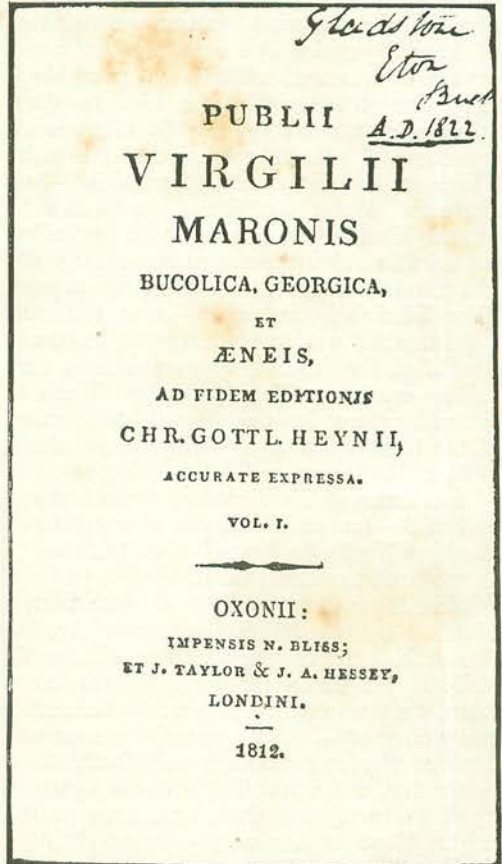 Gladstone
Eton
Buck
A.D. 1822.
PUBLII
VIRGILII
MARONIS
BUCOLICA, GEORGICA,
ET
ÆNEIS,
AD FIDEM EDITIONIS
CHR. GOTTL. HEYNII,
ACCURATE EXPRESSA.
VOL. I.
OXONII:
IMPENSIS N. BLISS;
ET J. TAYLOR & J. A. HESSEY,
LONDINI.
1812.